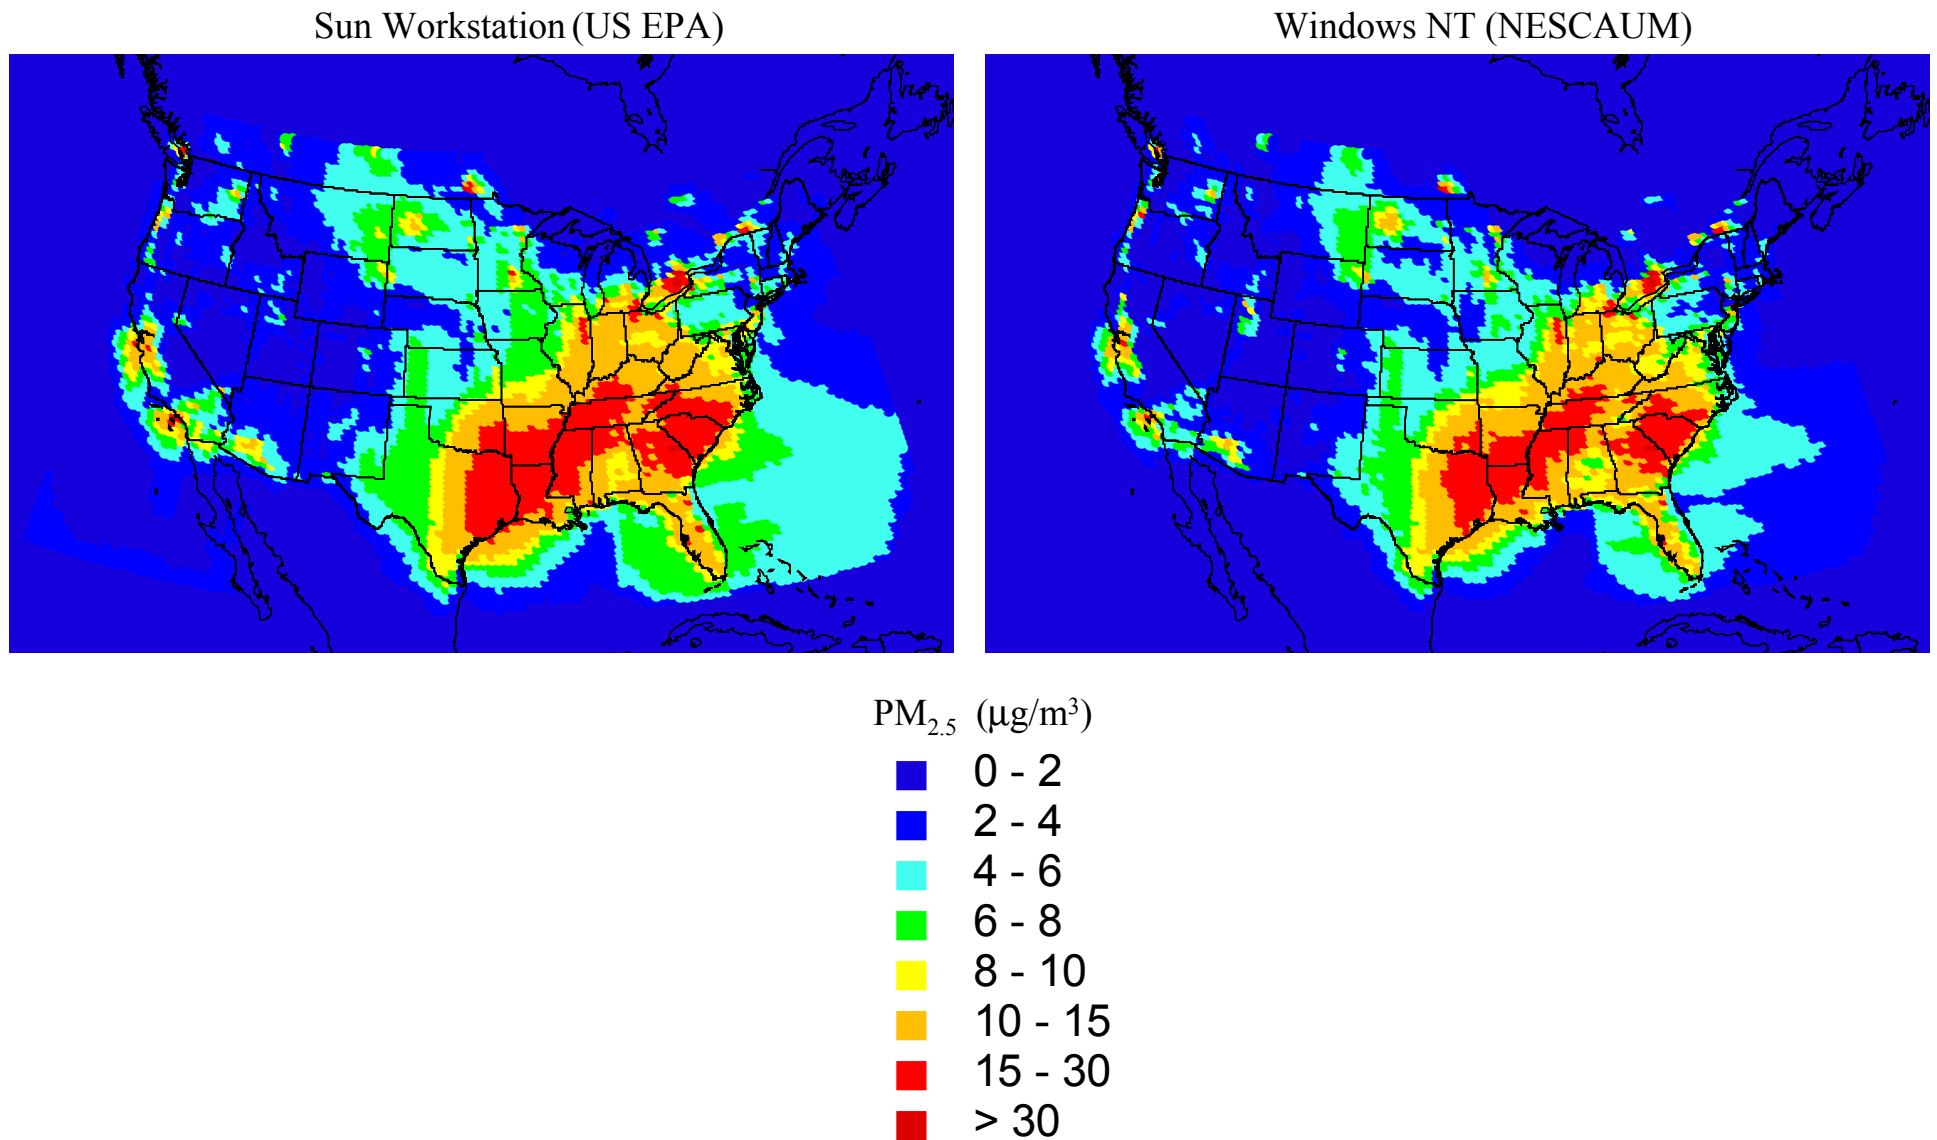 Sun Workstation (US EPA)
Windows NT (NESCAUM)
PM2.5 (μg/m³)
0 - 2
2 - 4
4 - 6
6 - 8
8 - 10
10 - 15
15 - 30
> 30